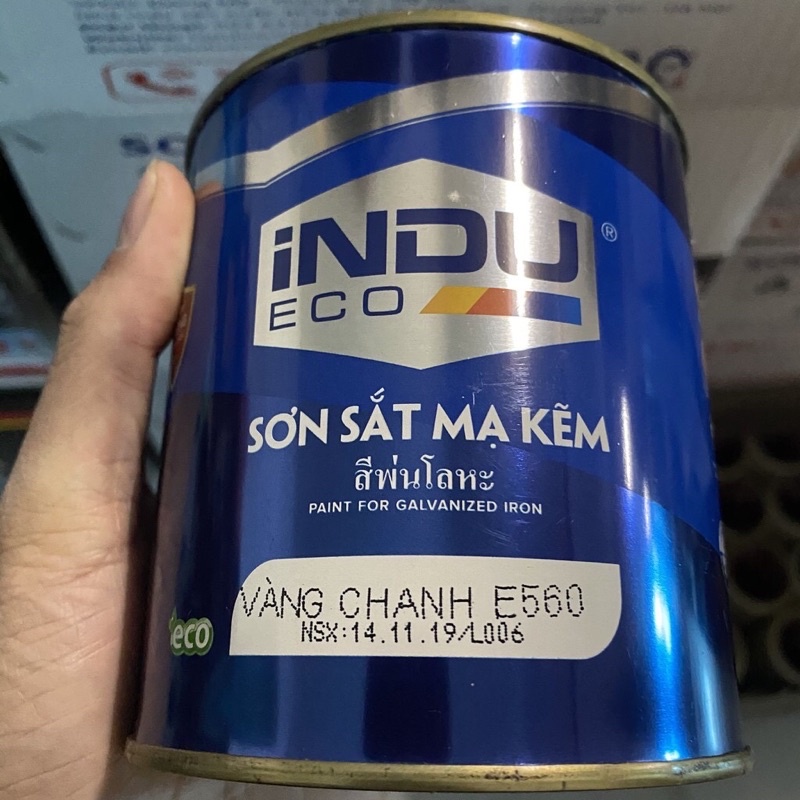 iNDU®
ECO
SƠN SẮT MẠ KẼM
สีพ่นโลหะ
PAINT FOR GALVANIZED IRON
VÀNG CHANH E560
NSX:14.11.19/L006
eco